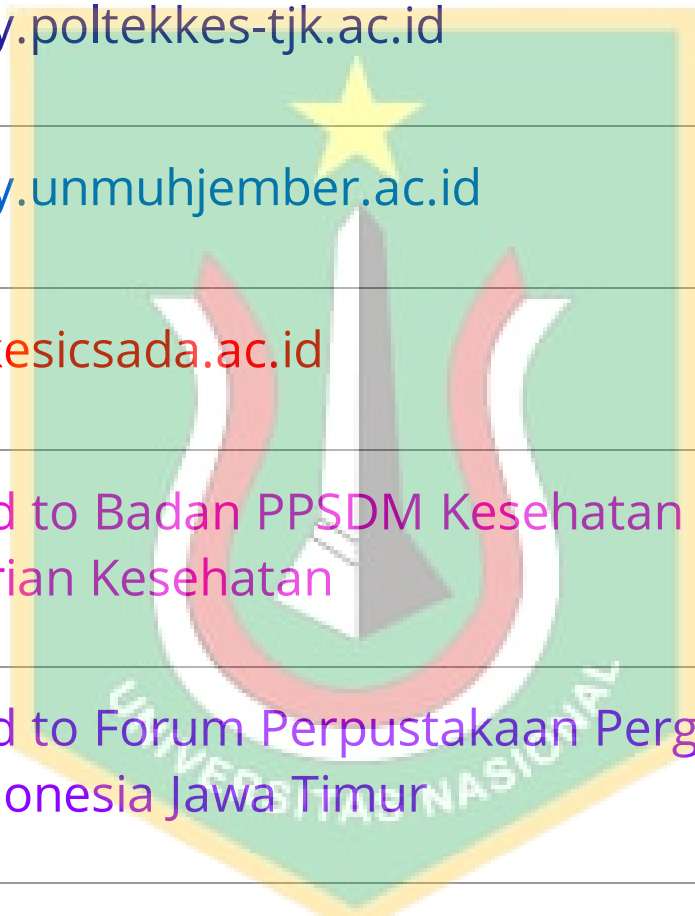 y.poltekkes-tjk.ac.id
y.unmuhjember.ac.id
kesicsada.ac.id
d to Badan PPSDM Kesehatan
rian Kesehatan
d to Forum Perpustakaan Perg
onesia Jawa Timur
UNIVERSITAS NASIONAL